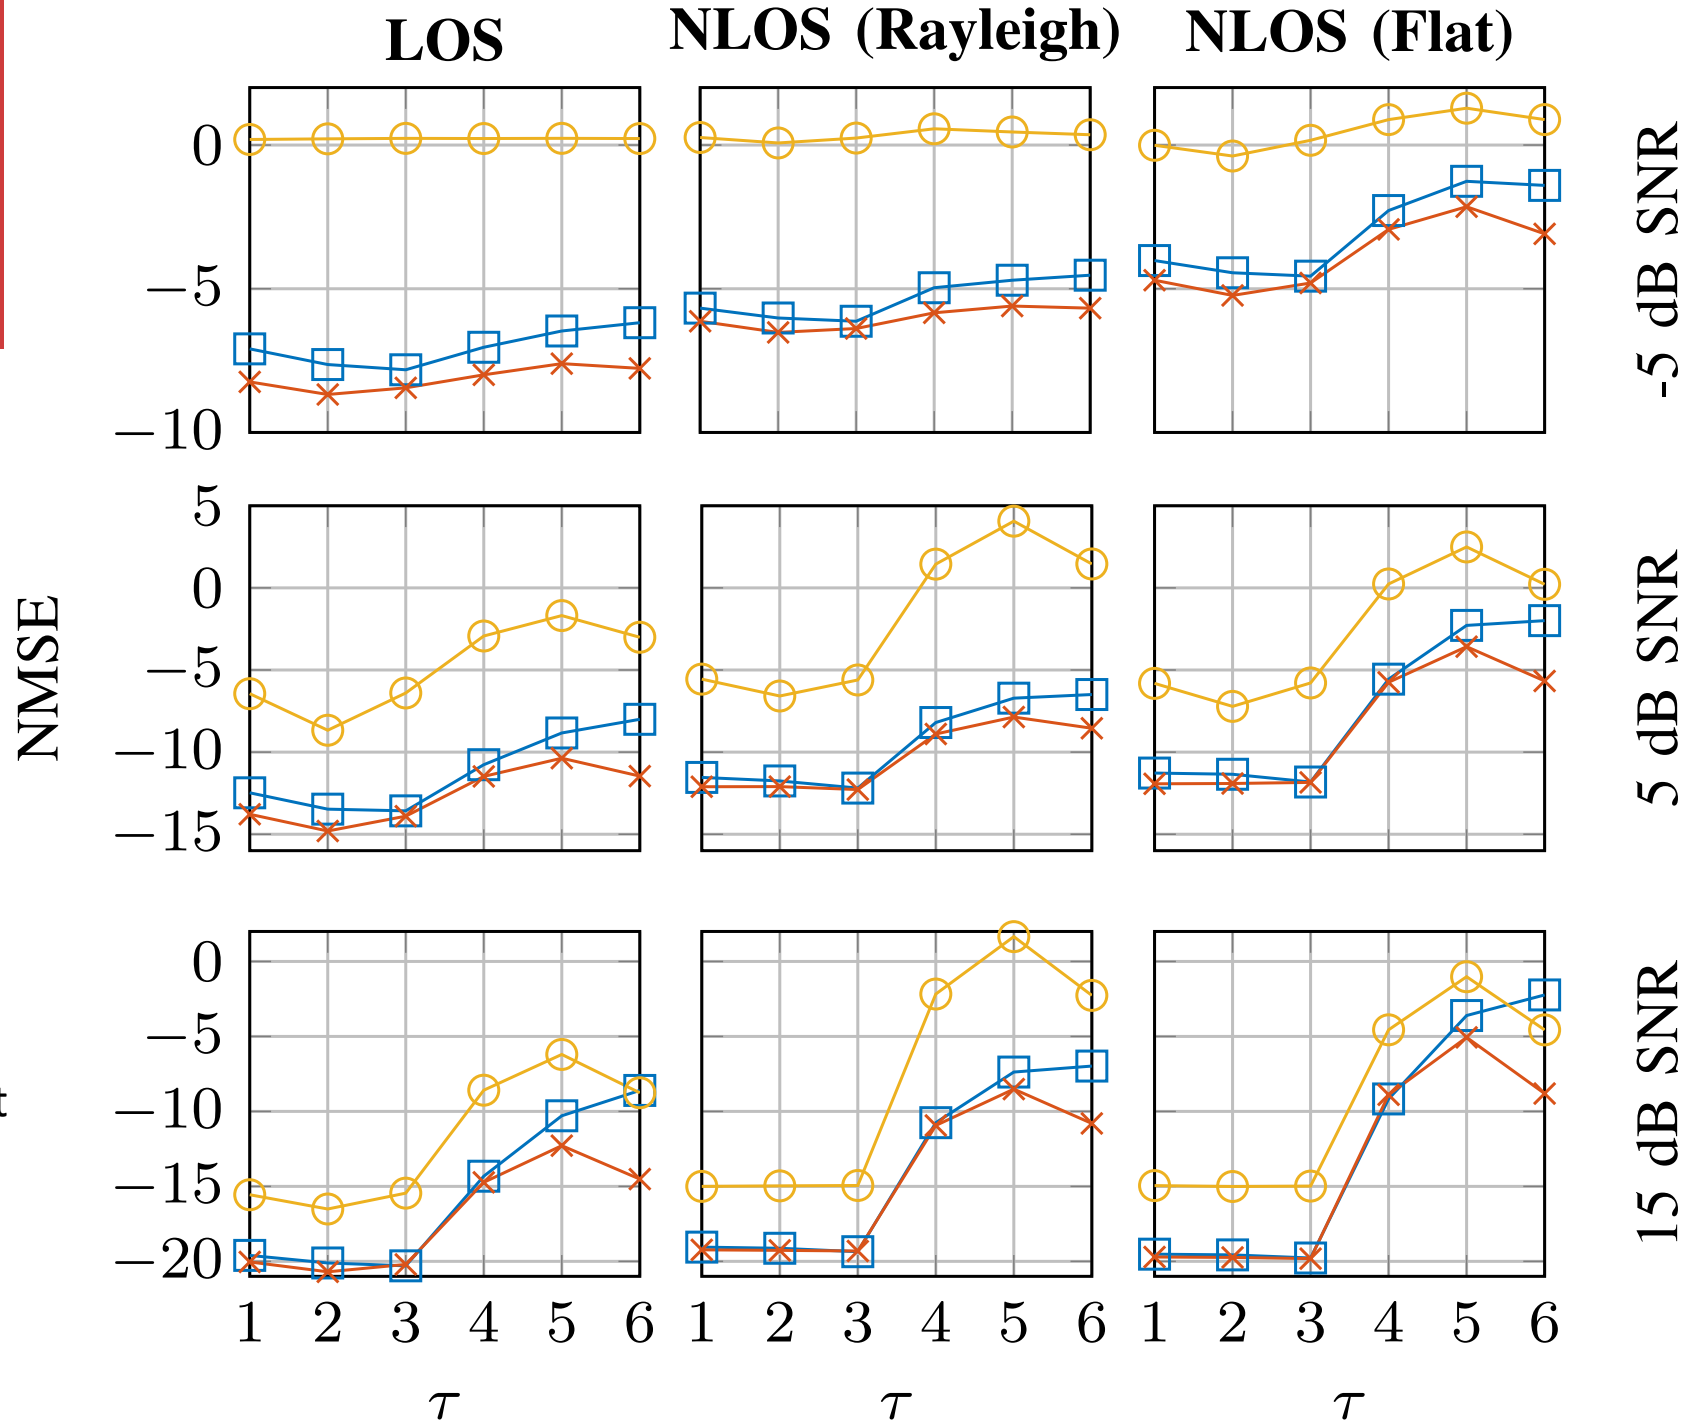 LOS NLOS (Rayleigh) NLOS (Flat)
0
−5
−10
-5 dB SNR
5
0
−5
−10
−15
NMSE
5 dB SNR
0
−5
−10
−15
−20
15 dB SNR
t
1 2 3 4 5 6 1 2 3 4 5 6 1 2 3 4 5 6
τ τ τ